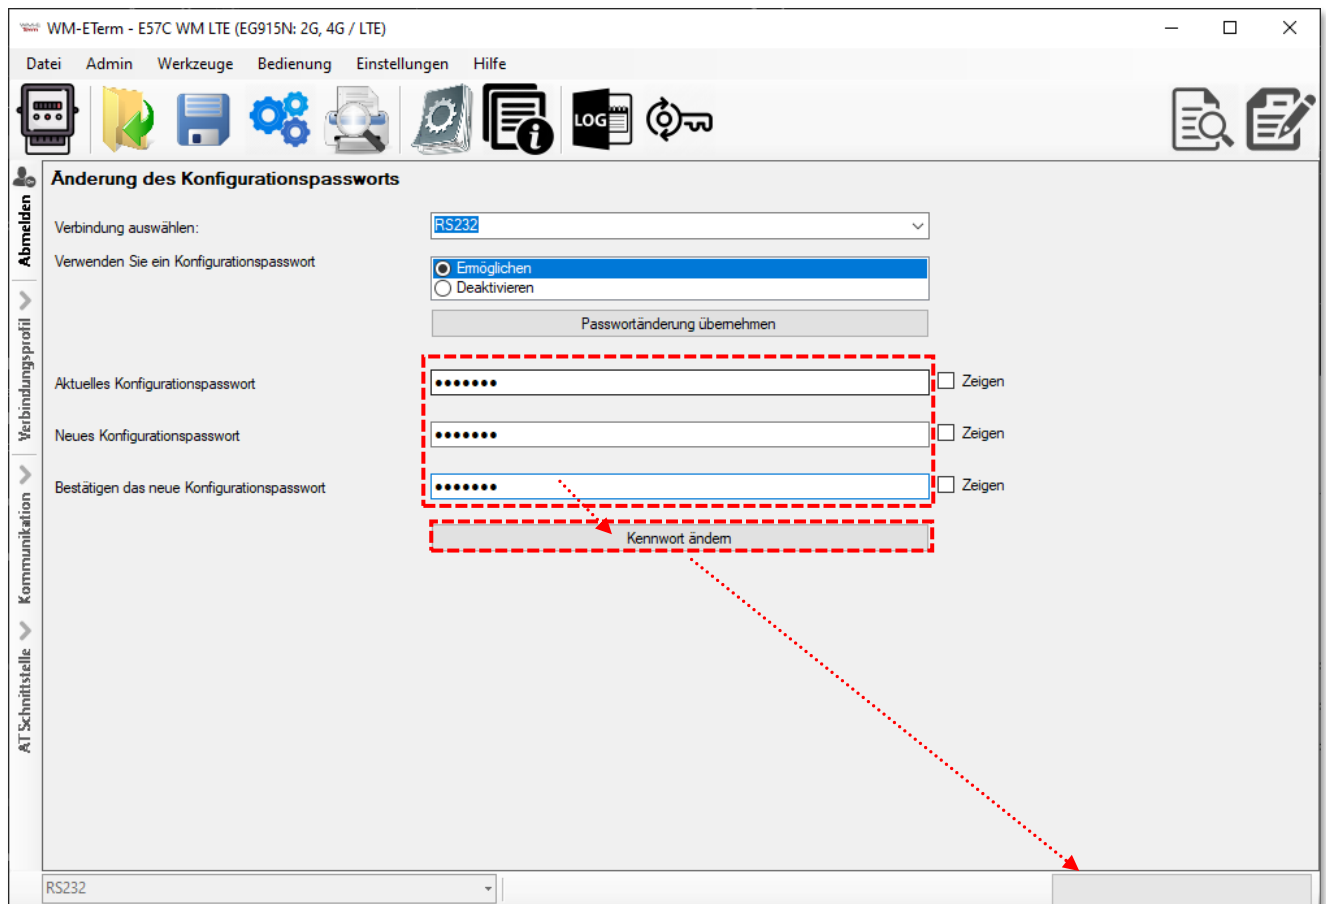 WM-ETerm - E57C WM LTE (EG915N: 2G, 4G / LTE)
Datei Admin Werkzeuge Bedienung Einstellungen Hilfe
LOG
Abmelden
Verbindungsprofil
Kommunikation
AT Schnittstelle
Änderung des Konfigurationspassworts
Verbindung auswählen:
RS232
Verwenden Sie ein Konfigurationspasswort
Ermöglichen
Deaktivieren
Passwortänderung übernehmen
Aktuelles Konfigurationspasswort
•••••••
Zeigen
Neues Konfigurationspasswort
•••••••
Zeigen
Bestätigen das neue Konfigurationspasswort
•••••••
Zeigen
Kennwort ändern
RS232